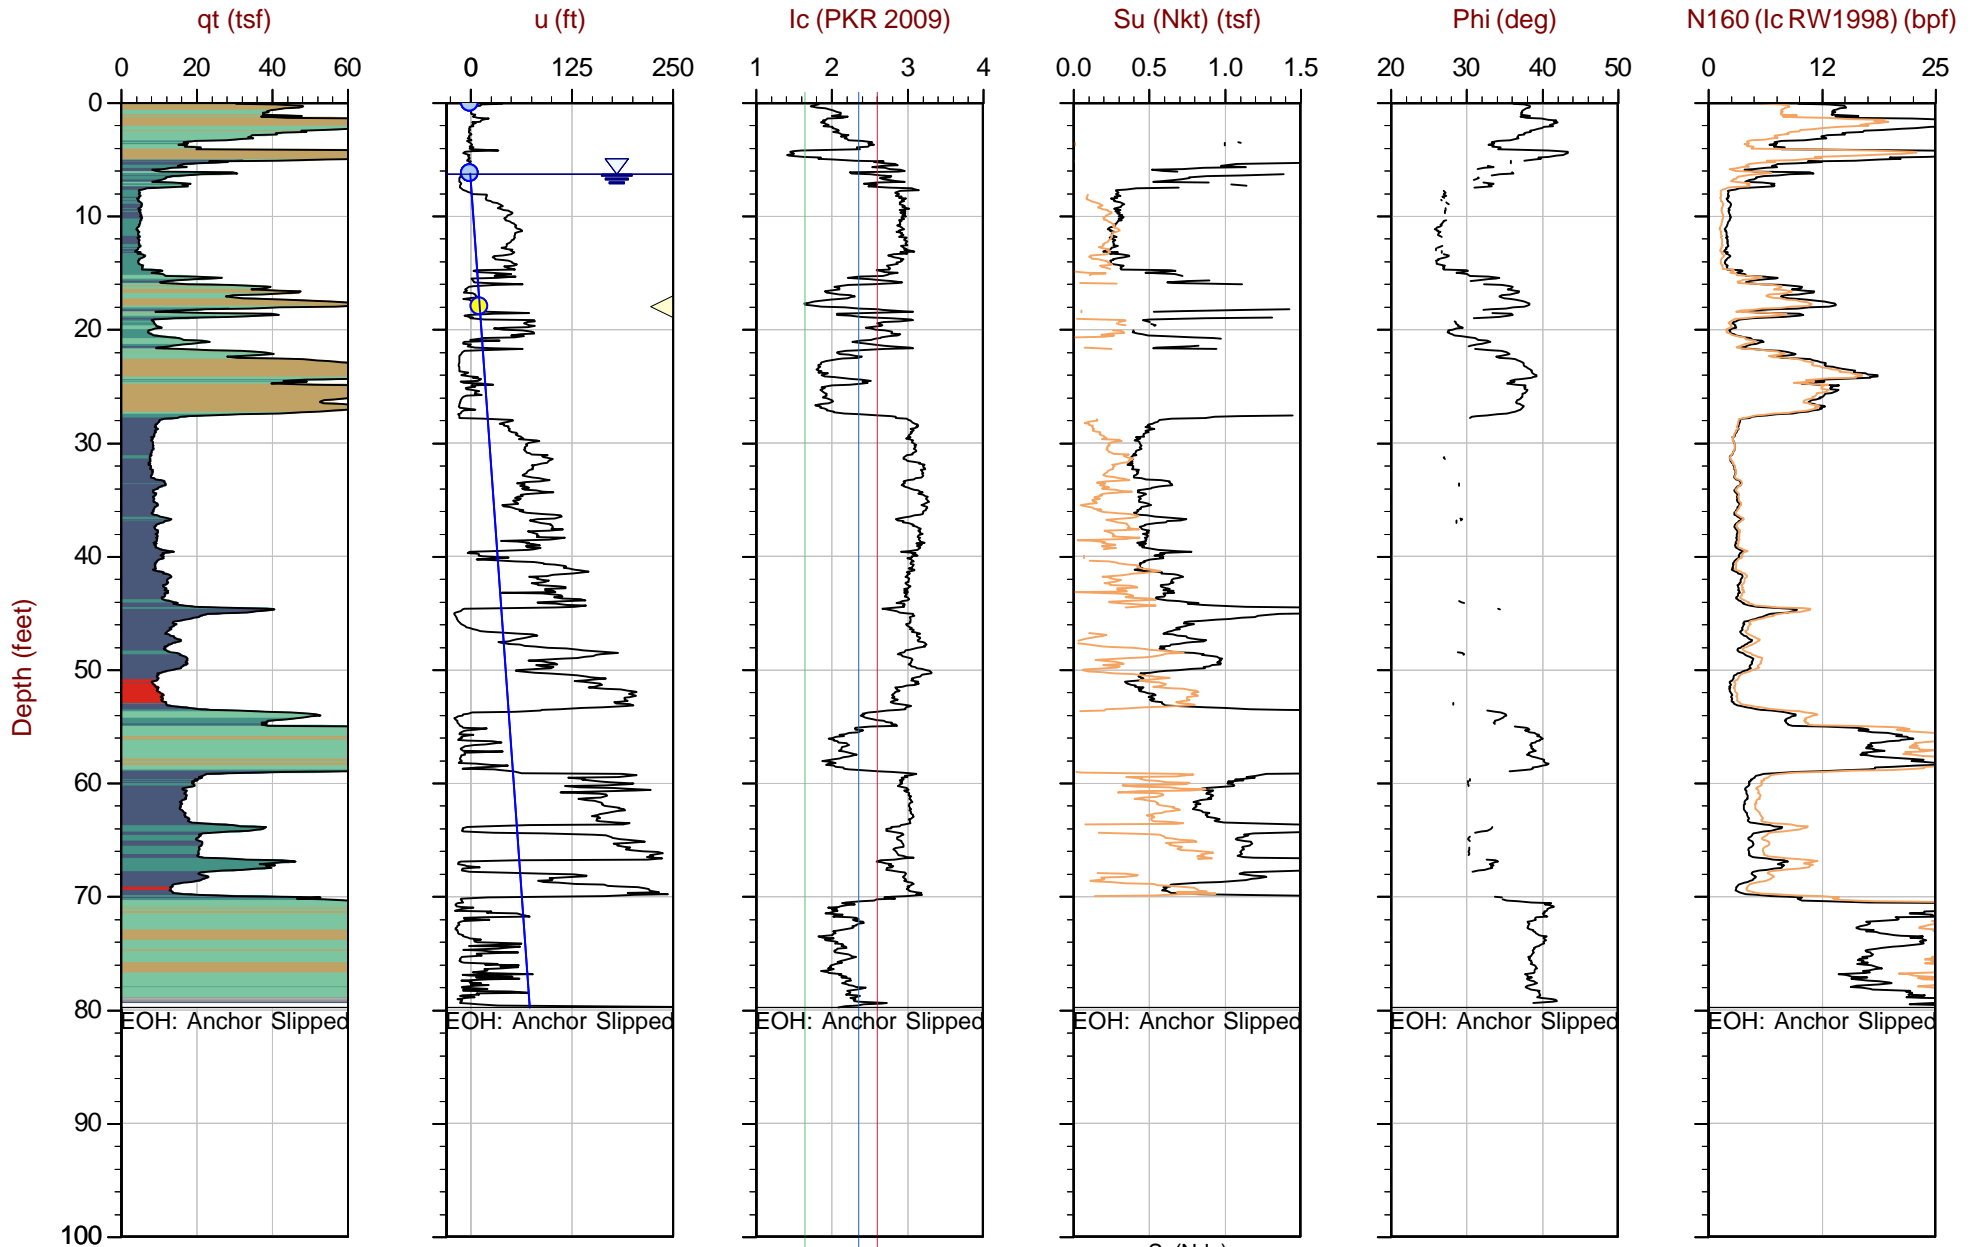 qt (tsf)
u (ft)
Ic (PKR 2009)
Su (Nkt) (tsf)
Phi (deg)
N160 (Ic RW1998) (bpf)
0 20 40 60
0 125 250
1 2 3 4
0.0 0.5 1.0 1.5
20 30 40 50
0 12 25
0
10
20
30
40
50
60
70
80
90
100
Depth (feet)
EOH: Anchor Slipped
EOH: Anchor Slipped
EOH: Anchor Slipped
EOH: Anchor Slipped
EOH: Anchor Slipped
EOH: Anchor Slipped